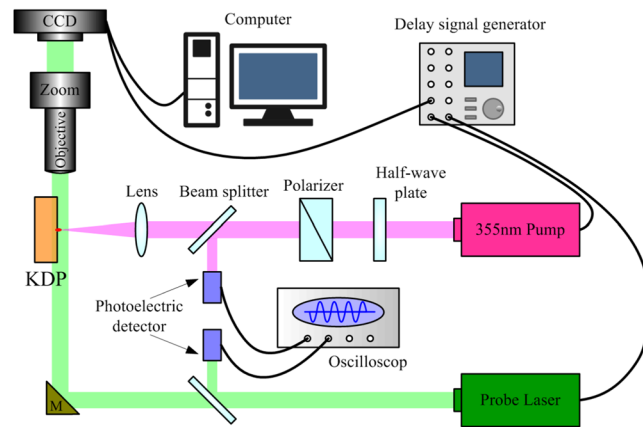 CCD
Computer
Delay signal generator
Zoom
Objective
Lens
Beam splitter
Polarizer
Half-wave
plate
355nm Pump
KDP
Photoelectric
detector
Oscilloscop
M
Probe Laser